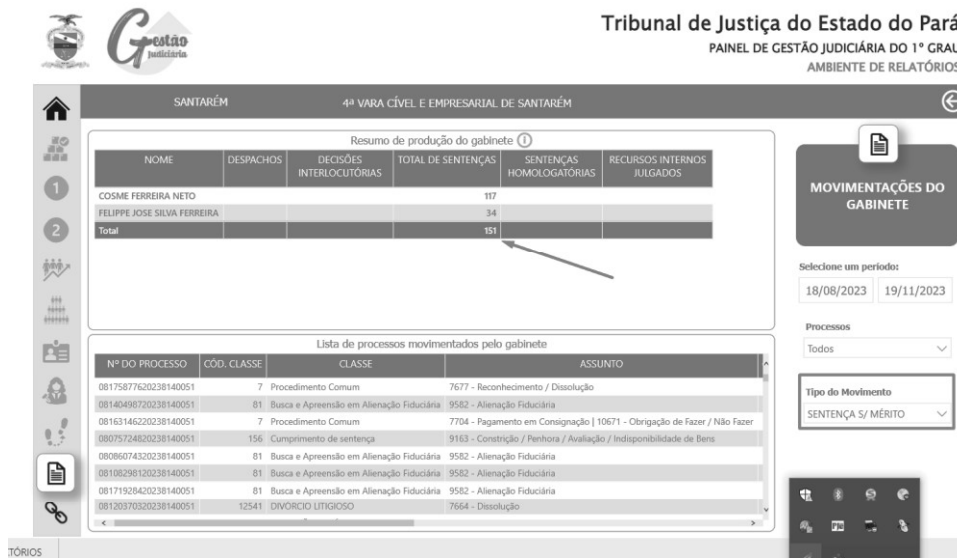 Gestão
Judiciária
Tribunal de Justiça do Estado do Pará
PAINEL DE GESTÃO JUDICIÁRIA DO 1º GRAU
AMBIENTE DE RELATÓRIOS
SANTARÉM 4ª VARA CÍVEL E EMPRESARIAL DE SANTARÉM
Resumo de produção do gabinete
NOME DESPACHOS DECISÕES INTERLOCUTÓRIAS TOTAL DE SENTENÇAS SENTENÇAS HOMOLOGATÓRIAS RECURSOS INTERNOS JULGADOS
COSME FERREIRA NETO 117
FELIPPE JOSE SILVA FERREIRA 34
Total 151
MOVIMENTAÇÕES DO
GABINETE
Selecione um período:
18/08/2023 19/11/2023
Processos
Todos
Tipo do Movimento
SENTENÇA S/ MÉRITO
1
2
Lista de processos movimentados pelo gabinete
Nº DO PROCESSO CÓD. CLASSE CLASSE ASSUNTO
08175877620238140051 7 Procedimento Comum 7677 - Reconhecimento / Dissolução
08140498720238140051 81 Busca e Apreensão em Alienação Fiduciária 9582 - Alienação Fiduciária
08163146220238140051 7 Procedimento Comum 7704 - Pagamento em Consignação | 10671 - Obrigação de Fazer / Não Fazer
08075724820238140051 156 Cumprimento de sentença 9163 - Constrição / Penhora / Avaliação / Indisponibilidade de Bens
08086074320238140051 81 Busca e Apreensão em Alienação Fiduciária 9582 - Alienação Fiduciária
08108298120238140051 81 Busca e Apreensão em Alienação Fiduciária 9582 - Alienação Fiduciária
08171928420238140051 81 Busca e Apreensão em Alienação Fiduciária 9582 - Alienação Fiduciária
08120370320238140051 12541 DIVÓRCIO LITIGIOSO 7664 - Dissolução
TÓRIOS